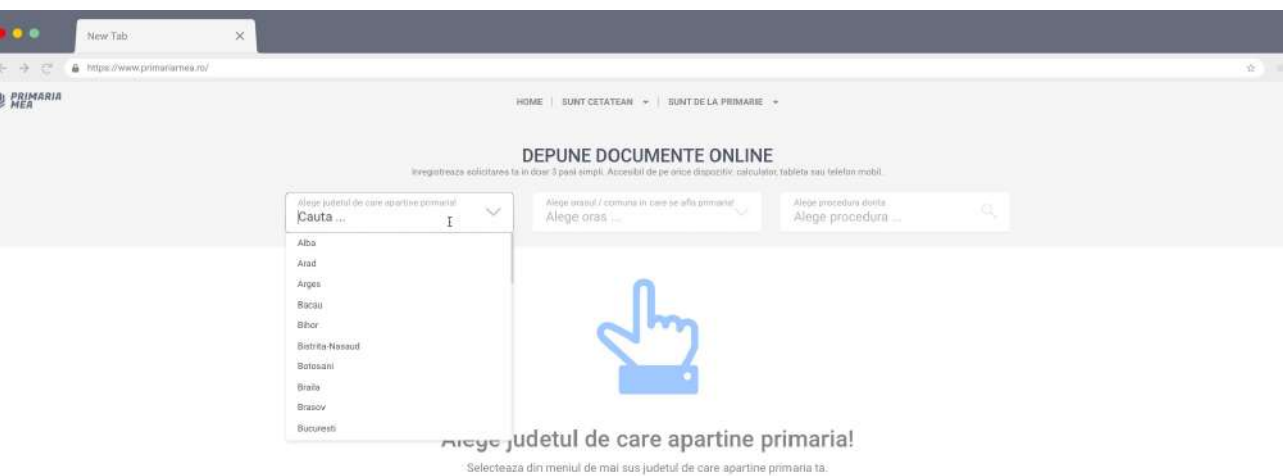 New Tab
https://www.primariamea.ro/
PRIMARIA
MEA
HOME | SUNT CETATEAN | SUNT DE LA PRIMARIE
DEPUNE DOCUMENTE ONLINE
Inregistreaza solicitarea ta in doar 3 pasi simpli. Accesibil de pe orice dispozitiv: calculator, tableta sau telefon mobil.
Alege judetul de care apartine primaria!
Cauta ...
Alege orasul / comuna in care se afla primaria!
Alege oras ...
Alege procedura dorita
Alege procedura ...
Alba
Arad
Arges
Bacau
Bihor
Bistrita-Nasaud
Botosani
Braila
Brasov
Bucuresti
Alege judetul de care apartine primaria!
Selecteaza din meniul de mai sus judetul de care apartine primaria ta.